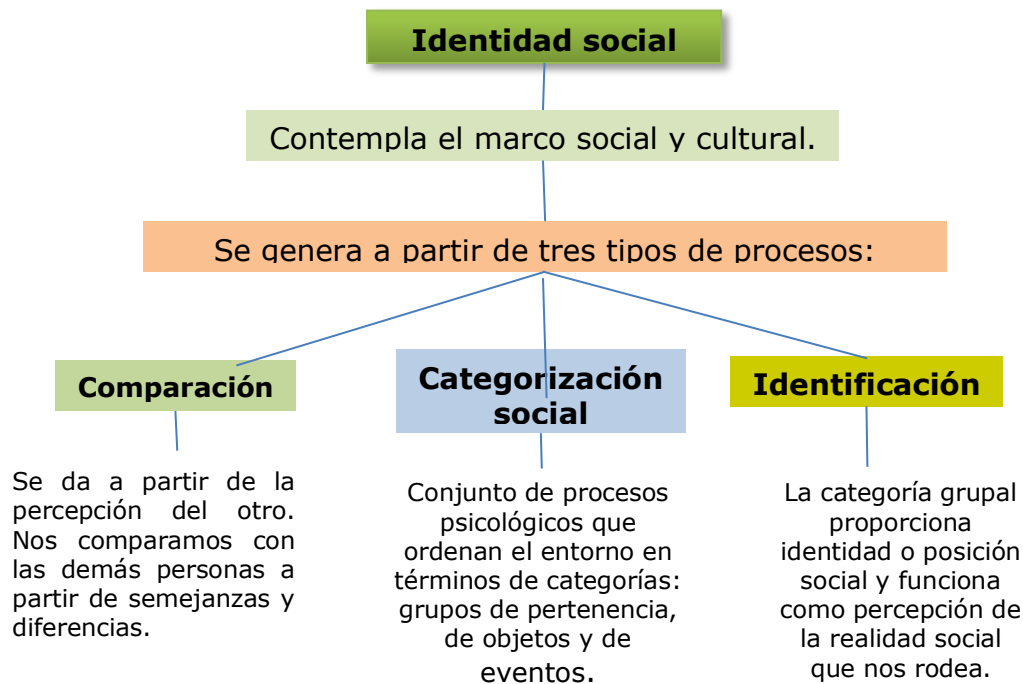 Identidad social
Contempla el marco social y cultural.
Se genera a partir de tres tipos de procesos:
Comparación
Se da a partir de la
percepción del otro.
Nos comparamos con
las demás personas a
partir de semejanzas y
diferencias.
Categorización
social
Conjunto de procesos
psicológicos que
ordenan el entorno en
términos de categorías:
grupos de pertenencia,
de objetos y de
eventos.
Identificación
La categoría grupal
proporciona
identidad o posición
social y funciona
como percepción de
la realidad social
que nos rodea.